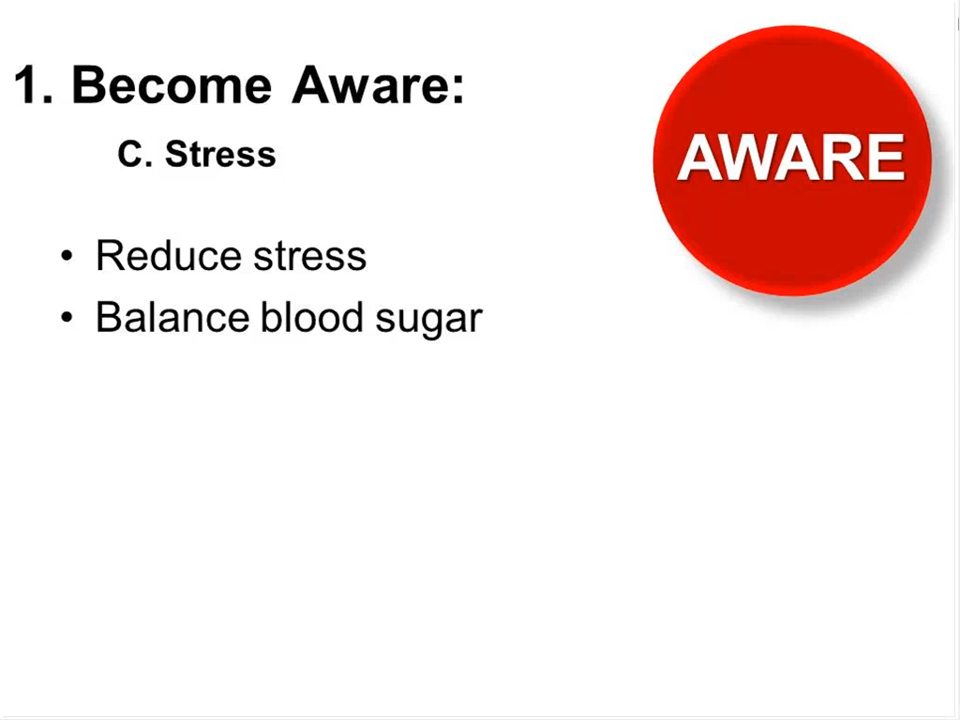 1. Become Aware:
C. Stress
AWARE
• Reduce stress
• Balance blood sugar